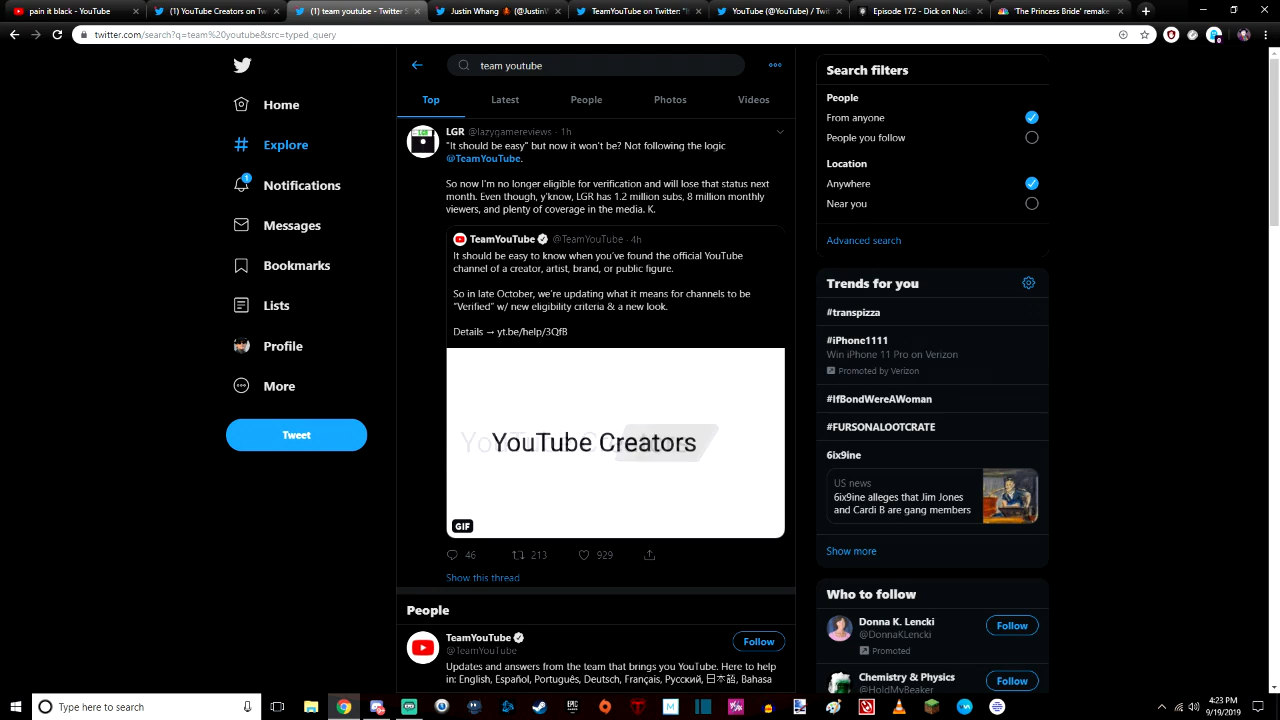 pain it black - YouTube
(1) YouTube Creators on Tw
(1) team youtube - Twitter S
Justin Whang
(@JustinW
TeamYouTube on Twitter: "B
YouTube (@YouTube) / Twit
Episode 172 - Dick on Nud
'The Princess Bride' remake
twitter.com/search?q=team%20youtube&src=typed_query
team youtube
Top
Latest
People
Photos
Videos
Home
Explore
1
Notifications
Messages
Bookmarks
Lists
Profile
More
Tweet
LGR @lazygamereviews · 1h
"It should be easy" but now it won't be? Not following the logic
@TeamYouTube.
So now I'm no longer eligible for verification and will lose that status next
month. Even though, y'know, LGR has 1.2 million subs, 8 million monthly
viewers, and plenty of coverage in the media. K.
TeamYouTube @TeamYouTube · 4h
It should be easy to know when you've found the official YouTube
channel of a creator, artist, brand, or public figure.
So in late October, we're updating what it means for channels to be
"Verified" w/ new eligibility criteria & a new look.
Details → yt.be/help/3QfB
YouTube Creators
GIF
46
213
929
Show this thread
People
TeamYouTube
@TeamYouTube
Follow
Updates and answers from the team that brings you YouTube. Here to help
in: English, Español, Português, Deutsch, Français, Русский, 日本語, Bahasa
Search filters
People
From anyone
People you follow
Location
Anywhere
Near you
Advanced search
Trends for you
#transpizza
#iPhone1111
Win iPhone 11 Pro on Verizon
Promoted by Verizon
#IfBondWereAWoman
#FURSONALOOTCRATE
6ix9ine
US news
6ix9ine alleges that Jim Jones
and Cardi B are gang members
Show more
Who to follow
Donna K. Lencki
@DonnaKLencki
Promoted
Follow
Chemistry & Physics
@HoldMyBeaker
Follow
Type here to search
4:23 PM
9/19/2019